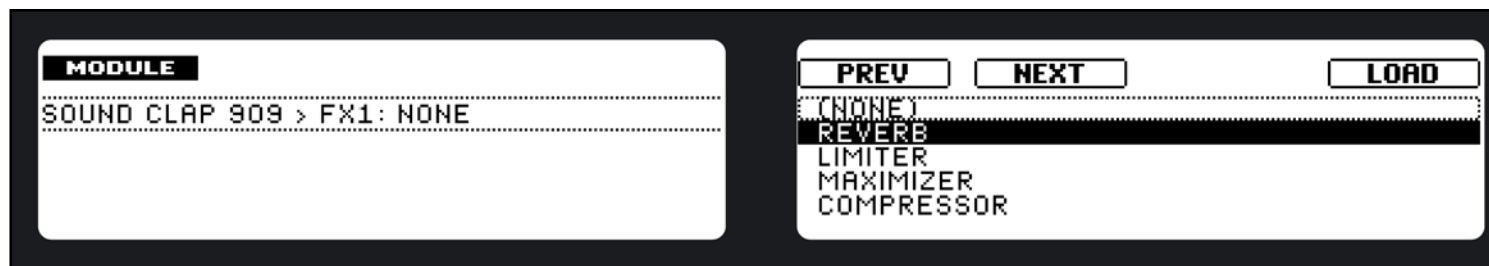 MODULE
SOUND CLAP 909 > FX1: NONE
PREV NEXT LOAD
(NONE)
REVERB
LIMITER
MAXIMIZER
COMPRESSOR